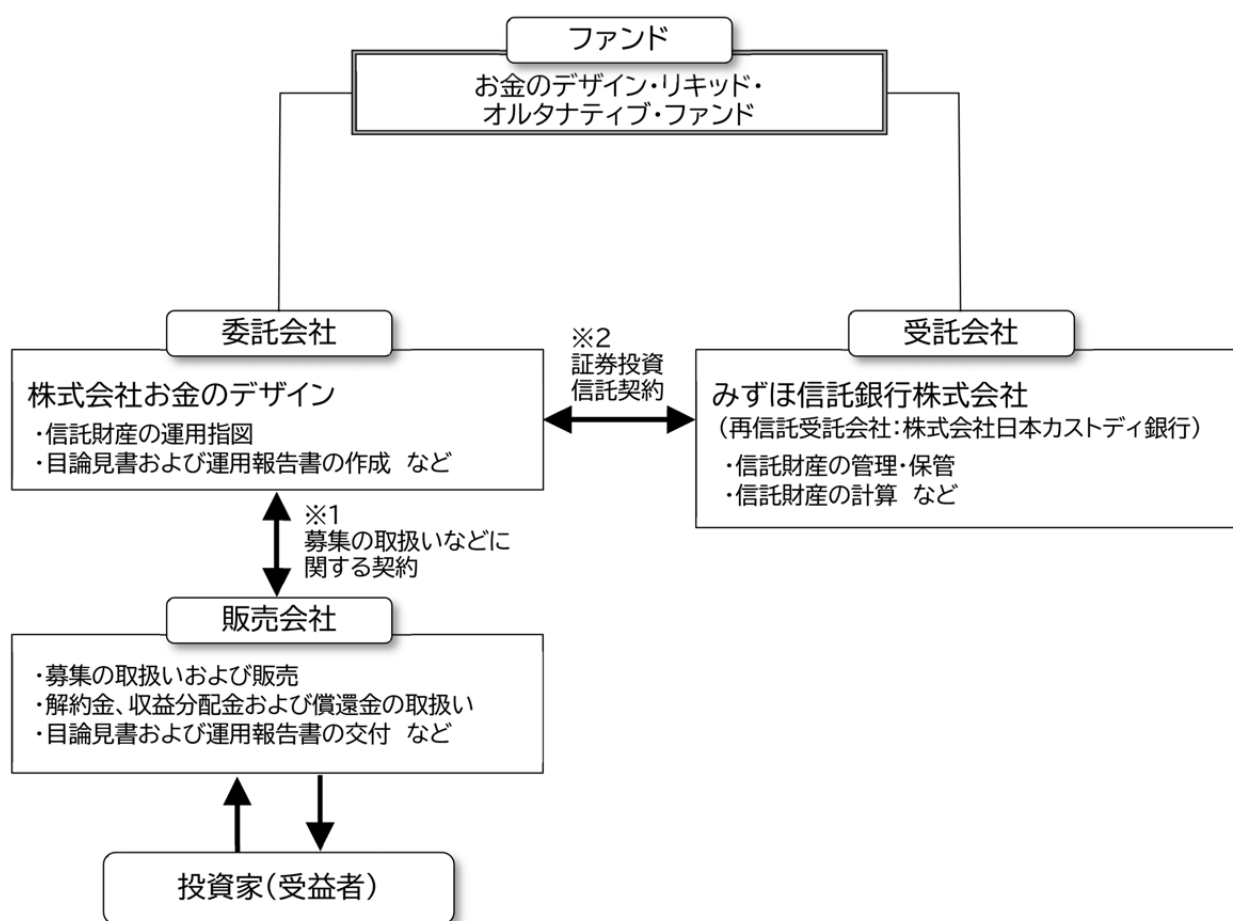 ファンド
お金のデザイン・リキッド・
オルタナティブ・ファンド
委託会社
株式会社お金のデザイン
・信託財産の運用指図
・目論見書および運用報告書の作成 など
※2
証券投資
信託契約
受託会社
みずほ信託銀行株式会社
（再信託受託会社：株式会社日本カストディ銀行）
・信託財産の管理・保管
・信託財産の計算 など
※1
募集の取扱いなどに
関する契約
販売会社
・募集の取扱いおよび販売
・解約金、収益分配金および償還金の取扱い
・目論見書および運用報告書の交付 など
投資家（受益者）